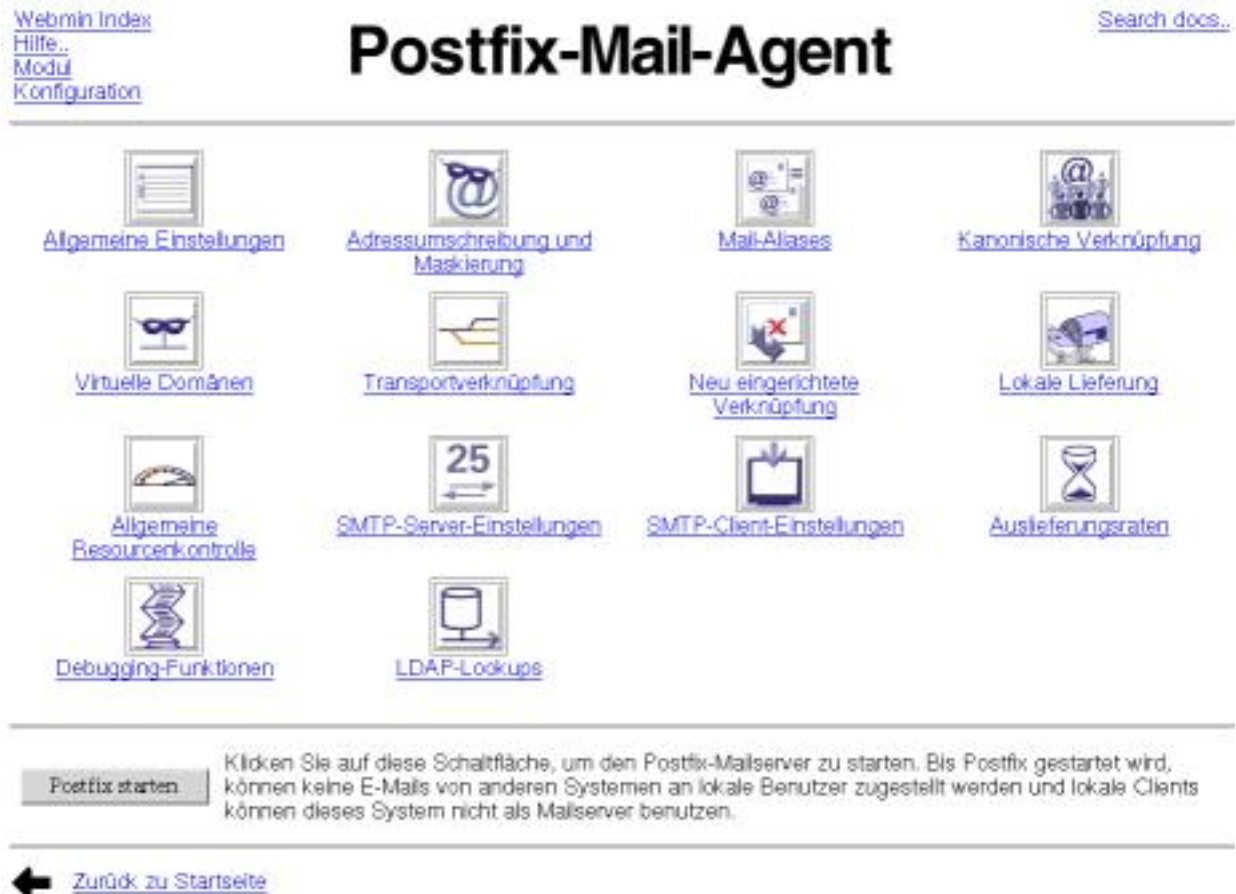 Webmin Index
Hilfe..
Modul
Konfiguration
Postfix-Mail-Agent
Search docs..
Allgemeine Einstellungen
Adressumschreibung und
Maskierung
Mail-Aliases
Kanonische Verknüpfung
Virtuelle Domänen
Transportverknüpfung
Neu eingerichtete
Verknüpfung
Lokale Lieferung
Allgemeine
Resourcenkontrolle
25
SMTP-Server-Einstellungen
SMTP-Client-Einstellungen
Auslieferungsraten
Debugging-Funktionen
LDAP-Lookups
Postfix starten
Klicken Sie auf diese Schaltfläche, um den Postfix-Mailserver zu starten. Bis Postfix gestartet wird,
können keine E-Mails von anderen Systemen an lokale Benutzer zugestellt werden und lokale Clients
können dieses System nicht als Mailserver benutzen.
Zurück zu Startseite